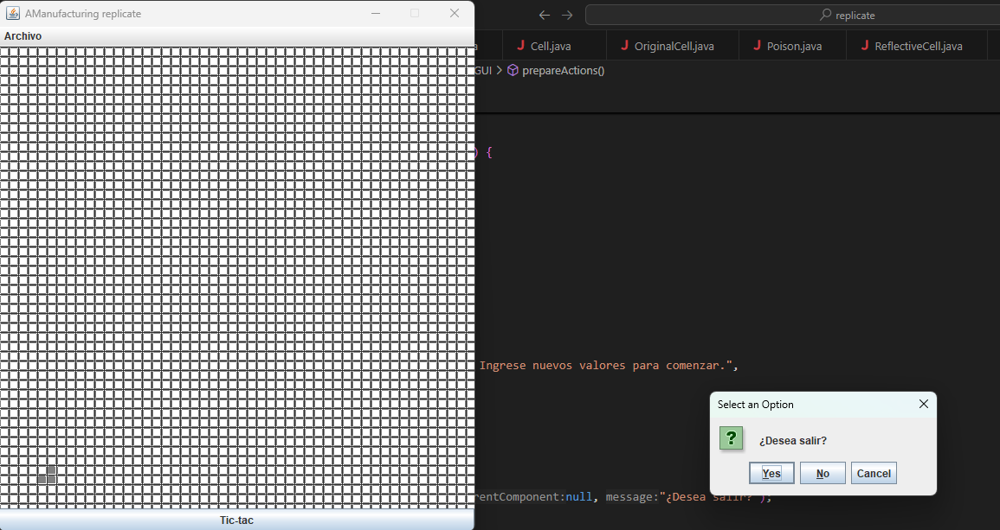 AManufacturing replicate
Archivo
Tic-tac
replicate
a
Cell.java
OriginalCell.java
Poison.java
ReflectiveCell.java
GUI > prepareActions()
) {
Ingrese nuevos valores para comenzar.",
rentComponent:null, message:"¿Desea salir?");
Select an Option
?
¿Desea salir?
Yes
No
Cancel